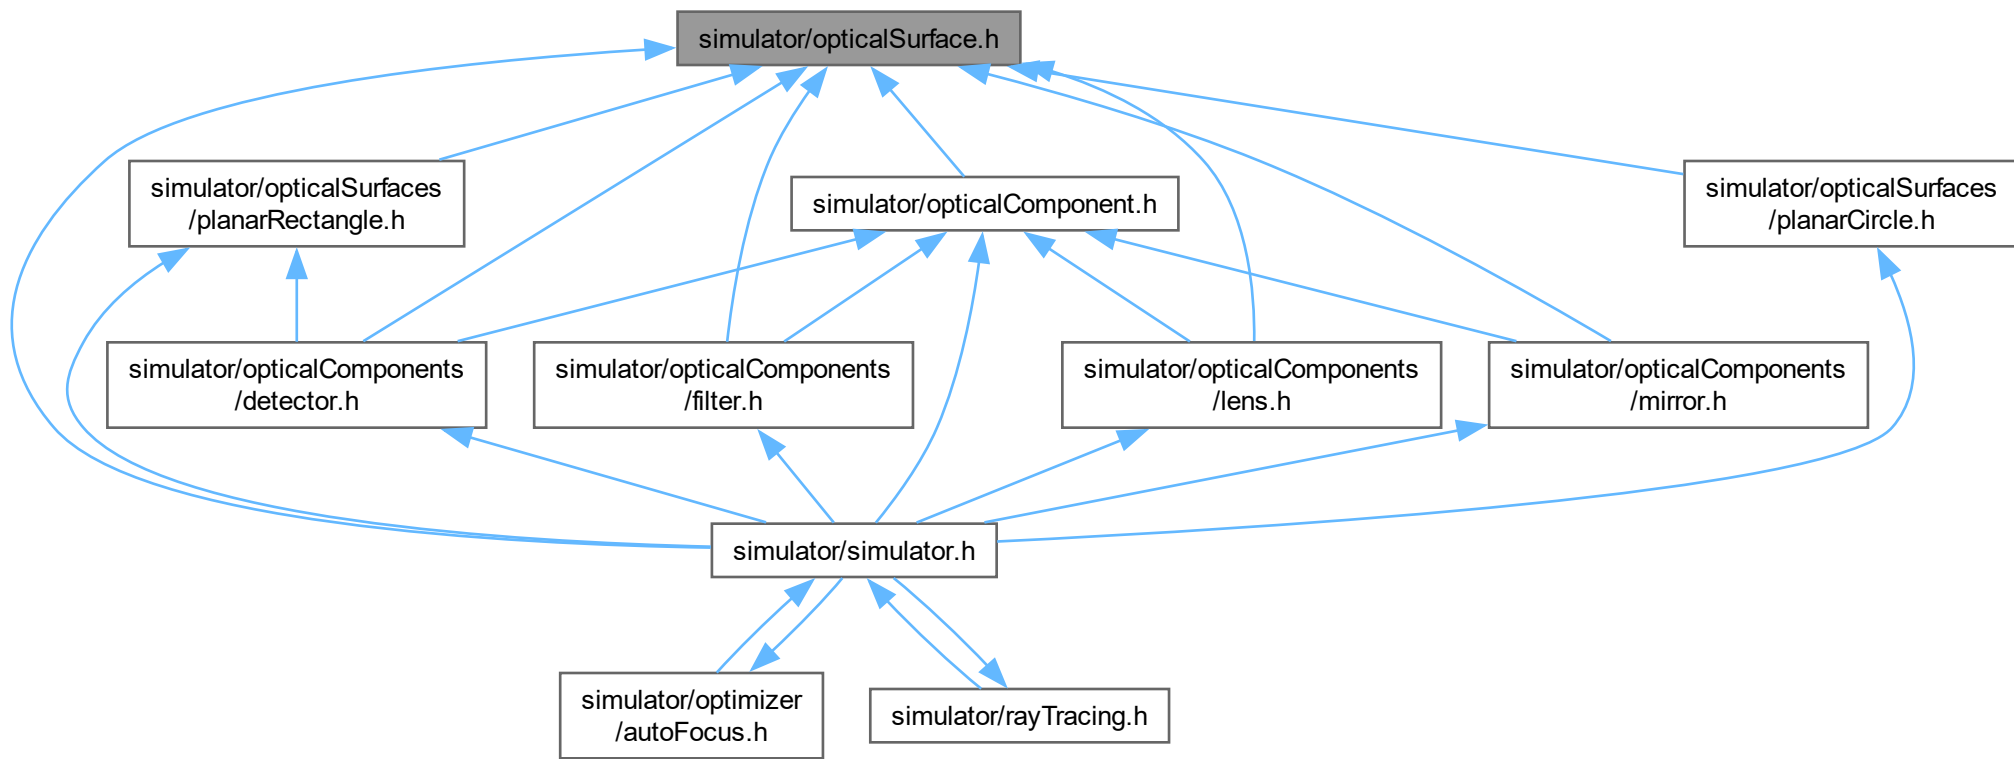 simulator/opticalSurface.h
simulator/opticalSurfaces
/planarRectangle.h
simulator/opticalComponent.h
simulator/opticalSurfaces
/planarCircle.h
simulator/opticalComponents
/detector.h
simulator/opticalComponents
/filter.h
simulator/opticalComponents
/lens.h
simulator/opticalComponents
/mirror.h
simulator/simulator.h
simulator/optimizer
/autoFocus.h
simulator/rayTracing.h